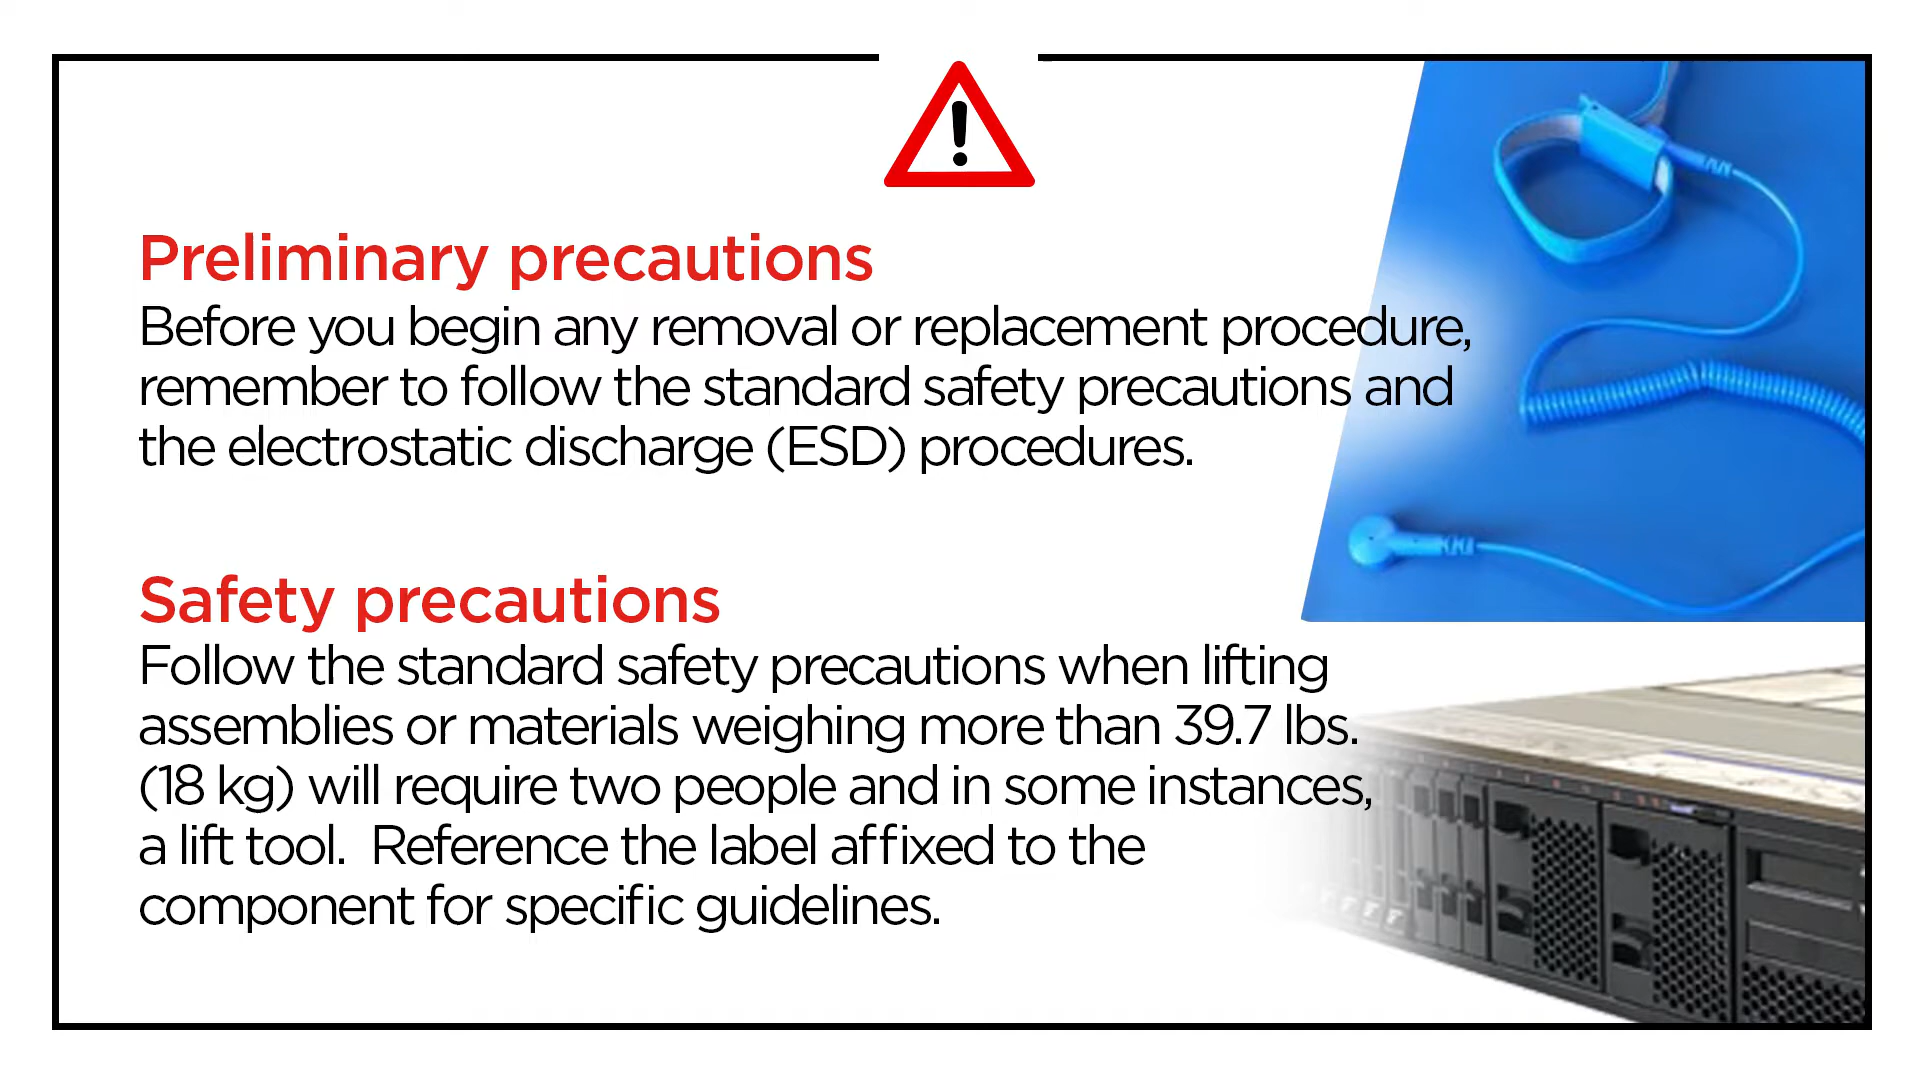 Preliminary precautions
Before you begin any removal or replacement procedure,
remember to follow the standard safety precautions and
the electrostatic discharge (ESD) procedures.
Safety precautions
Follow the standard safety precautions when lifting
assemblies or materials weighing more than 39.7 lbs.
(18 kg) will require two people and in some instances,
a lift tool.  Reference the label affixed to the
component for specific guidelines.